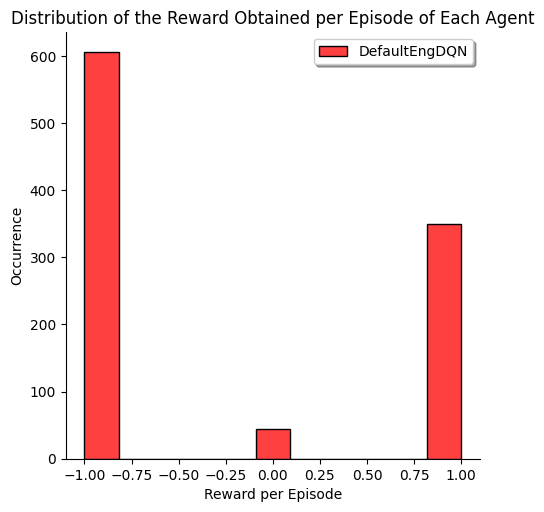 Distribution of the Reward Obtained per Episode of Each Agent
DefaultEngDQN
600
500
400
300
200
100
0
Occurrence
−1.00 −0.75 −0.50 −0.25 0.00 0.25 0.50 0.75 1.00
Reward per Episode